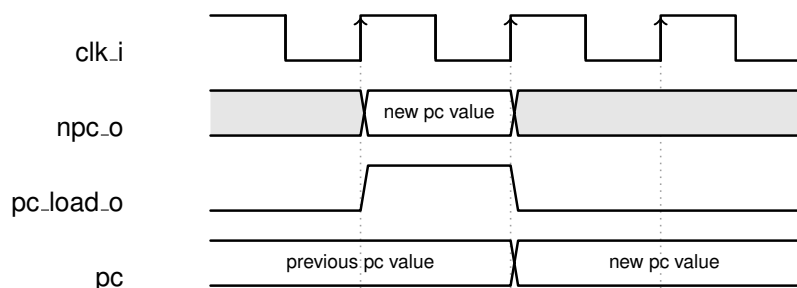 clk_i
npc_o new pc value
pc_load_o
pc previous pc value new pc value